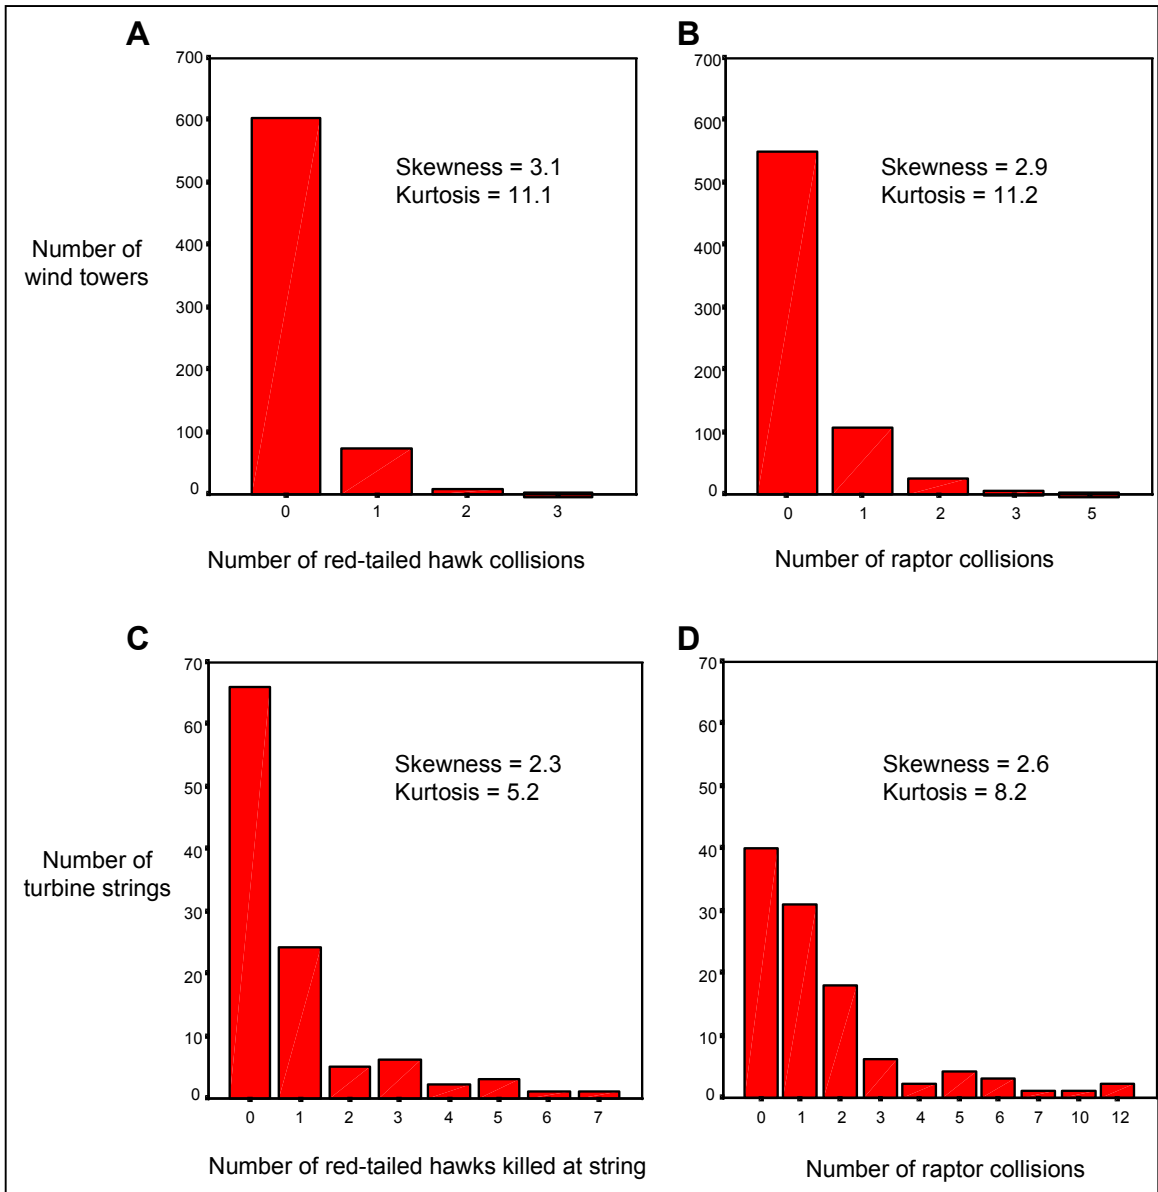 A
700
600
500
400
300
200
100
0
Skewness = 3.1
Kurtosis = 11.1
Number of
wind towers
0 1 2 3
Number of red-tailed hawk collisions
B
700
600
500
400
300
200
100
0
Skewness = 2.9
Kurtosis = 11.2
0 1 2 3 5
Number of raptor collisions
C
70
60
50
40
30
20
10
0
Skewness = 2.3
Kurtosis = 5.2
Number of
turbine strings
0 1 2 3 4 5 6 7
Number of red-tailed hawks killed at string
D
70
60
50
40
30
20
10
0
Skewness = 2.6
Kurtosis = 8.2
0 1 2 3 4 5 6 7 10 12
Number of raptor collisions